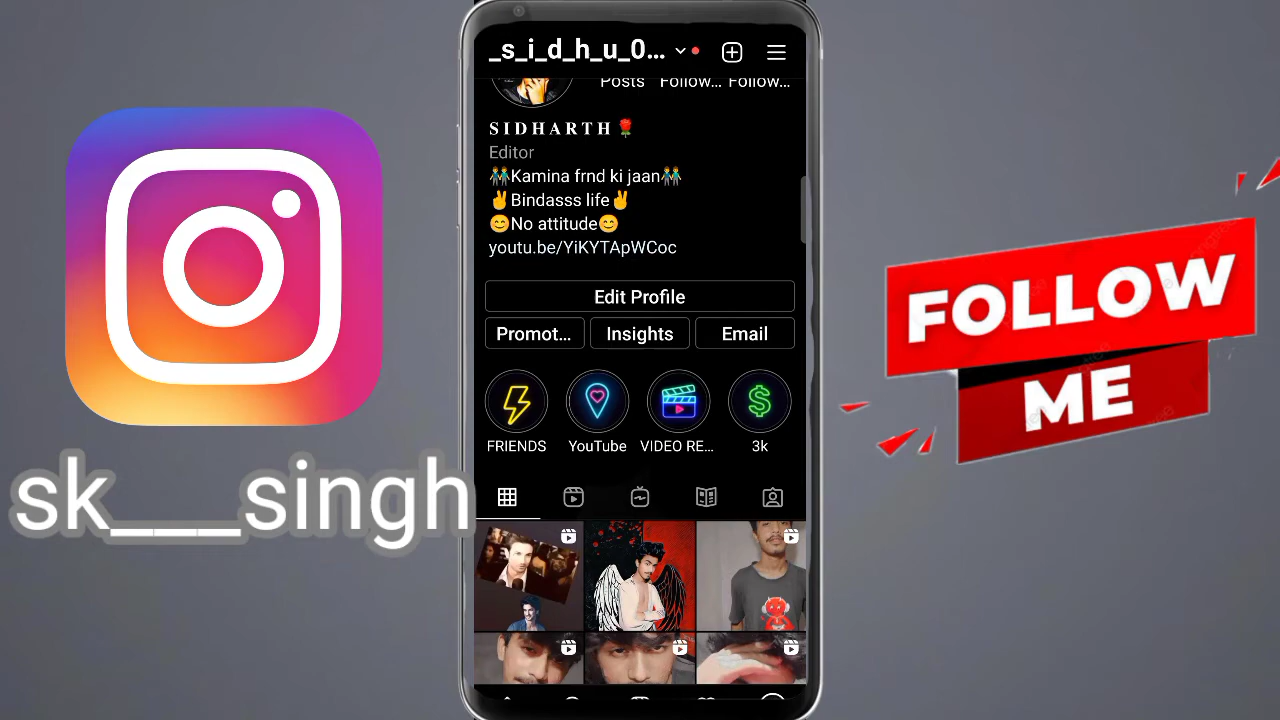 _s_i_d_h_u_0...
Posts Follow... Follow...
𝐒𝐈𝐃𝐇𝐀𝐑𝐓𝐇🌹
Editor
👬Kamina frnd ki jaan👬
✌Bindasss life✌
😊No attitude😊
youtu.be/YiKYTApWCoc
Edit Profile
Promot... Insights Email
FRIENDS YouTube VIDEO RE... 3k
sk___singh
FOLLOW
ME